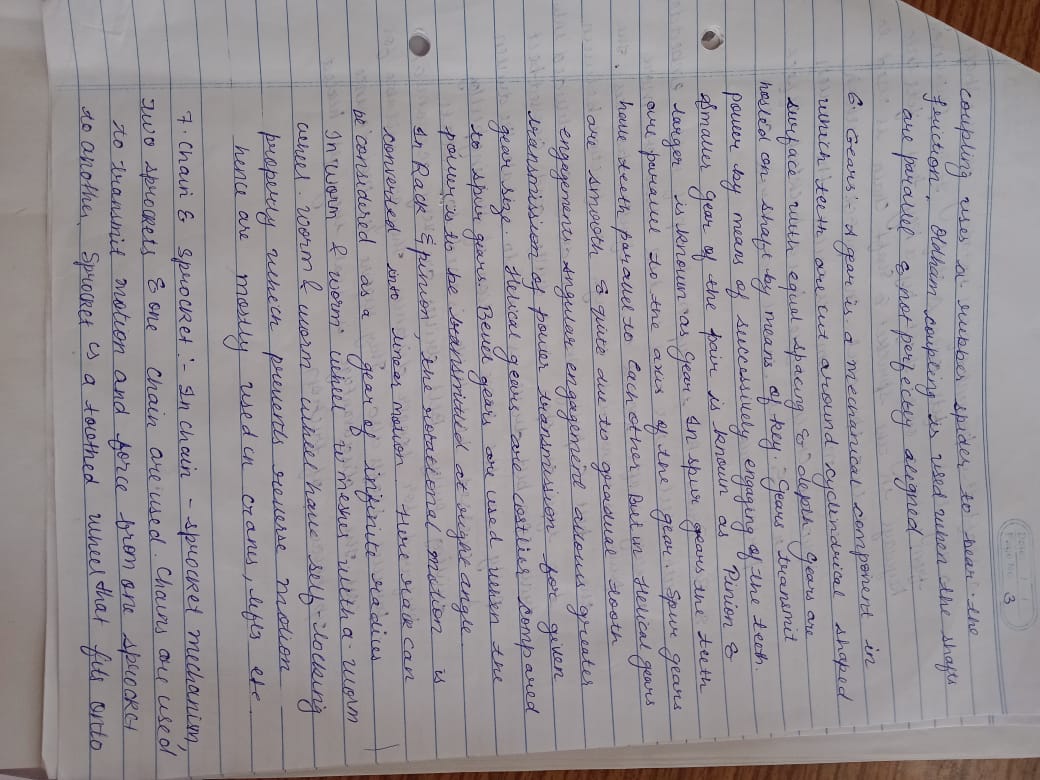 3
coupling uses a rubber spider to bear the
friction. Oldham coupling is used when the shafts
are parallel & not perfectly aligned.
6. Gears :- A gear is a mechanical component in
which teeth are cut around cylindrical shaped
surface with equal spacing & depth. Gears are
hosted on shaft by means of key. Gears transmit
power by mean of successively engaging of the teeth.
Smaller gear of the pair is known as Pinion &
larger is known as gear. In spur gears the teeth
are parallel to the axis of the gear. Spur gears
have teeth parallel to each other but in Helical gears
are smooth & quite due to gradual tooth
engagements. Angular engagement allows greater
transmission of power transmission for given
gear size. Helical gears are costlier compared
to spur gears. Bevel gears are used when the
power is to be transmitted at right angle.
In Rack & pinion, the rotational motion is
converted into linear motion. Here rack can
be considered as a gear of infinite radius
In worm & worm wheel it meshes with a worm
wheel. Worm & worm wheel have self-locking
property which prevents reverse motion
hence are mostly used in cranes, lifts etc.
7. Chain & Sprocket :- In chain - sprocket mechanism,
two sprockets & one chain are used. Chains are used
to transmit motion and force from one sprocket
to another. Sprocket is a toothed wheel that fits onto